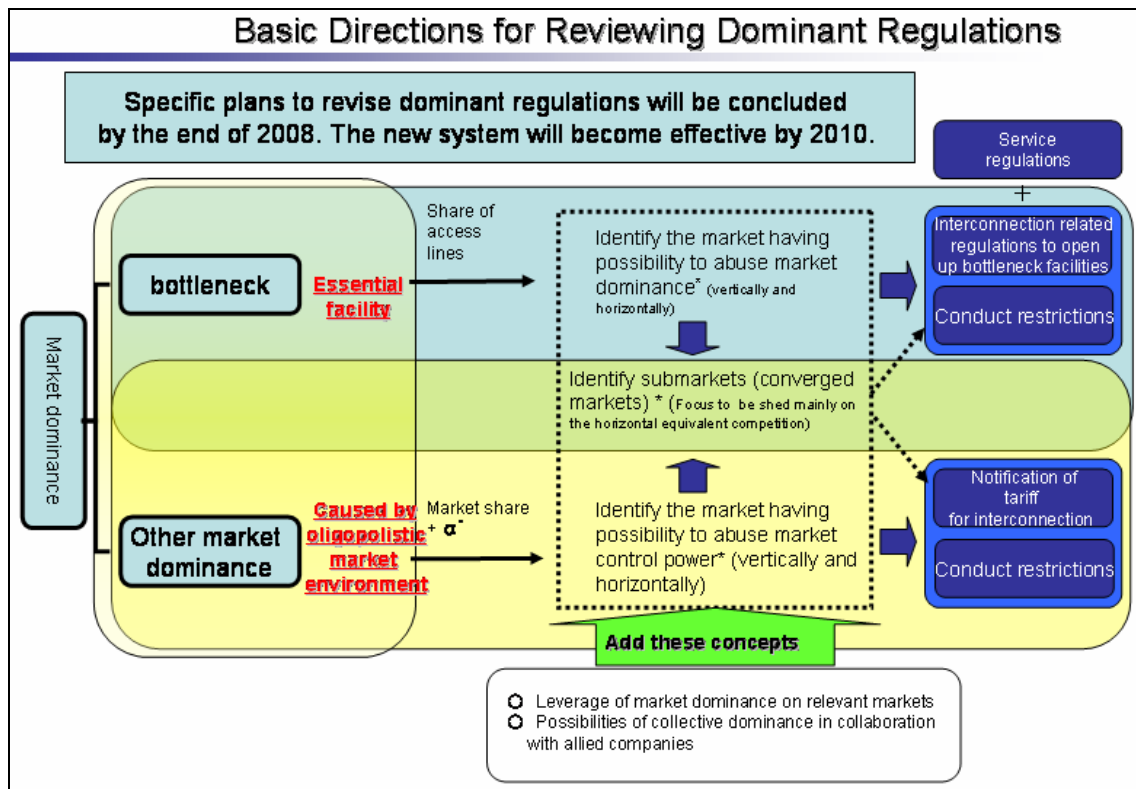 Basic Directions for Reviewing Dominant Regulations
Specific plans to revise dominant regulations will be concluded
by the end of 2008. The new system will become effective by 2010.
Service
regulations
+
Market dominance
bottleneck
Essential
facility
Share of
access
lines
Identify the market having
possibility to abuse market
dominance* (vertically and
horizontally)
Interconnection related
regulations to open
up bottleneck facilities
Conduct restrictions
Identify submarkets (converged
markets) * (Focus to be shed mainly on
the horizontal equivalent competition)
Other market
dominance
Caused by
oligopolistic
market
environment
Market share
+ α"
Identify the market having
possibility to abuse market
control power* (vertically and
horizontally)
Notification of
tariff
for interconnection
Conduct restrictions
Add these concepts
Leverage of market dominance on relevant markets
Possibilities of collective dominance in collaboration
with allied companies